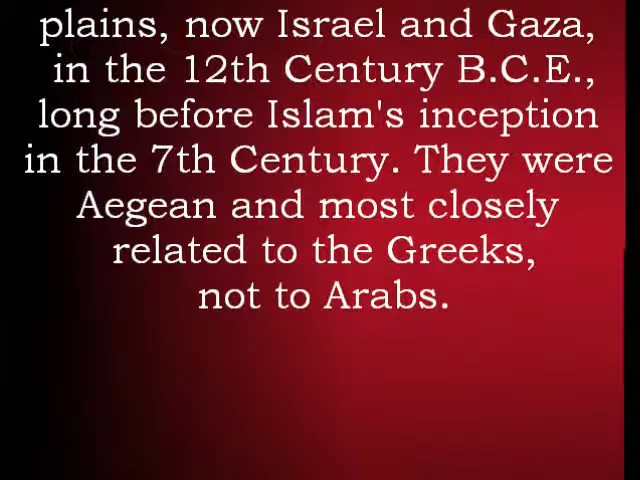 plains, now Israel and Gaza,
in the 12th Century B.C.E.,
long before Islam's inception
in the 7th Century. They were
Aegean and most closely
related to the Greeks,
not to Arabs.